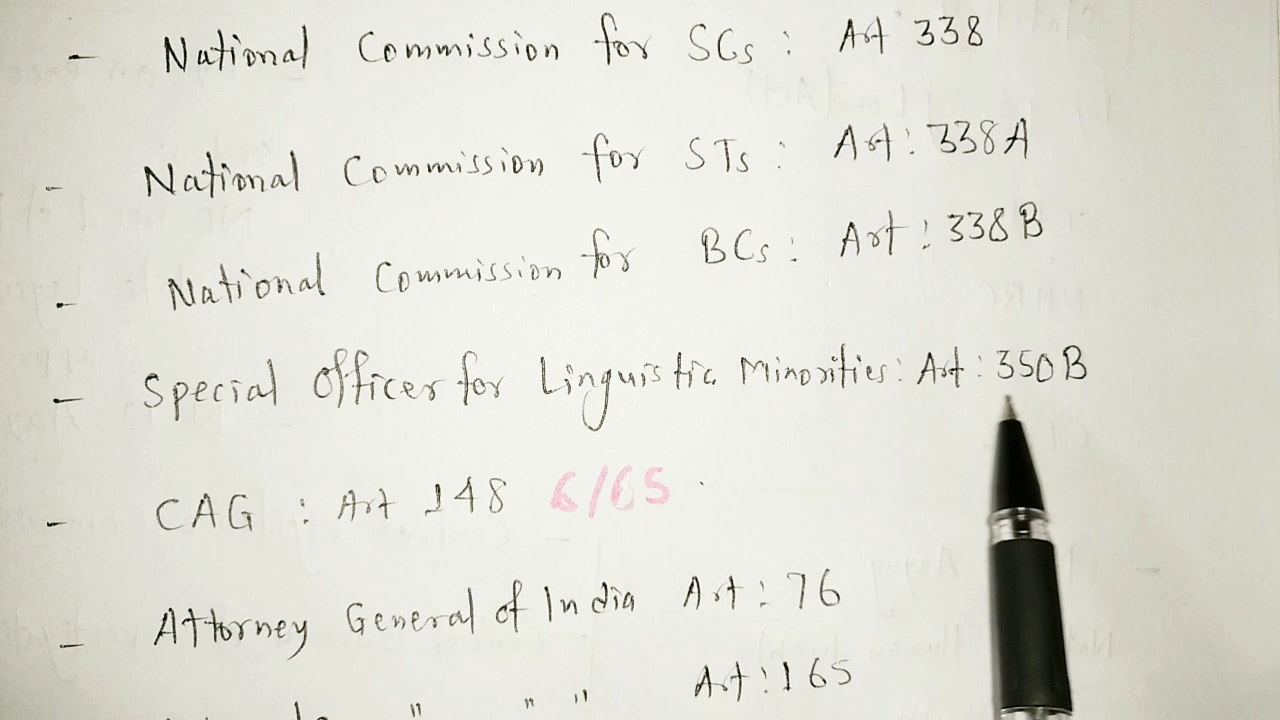 - National Commission for SCs : Art 338
- National Commission for STs : Art : 338A
- National Commission for BCs : Art : 338B
- Special Officer for Linguistic Minorities : Art : 350B
- CAG : Art 148 6/65
- Attorney General of India Art : 76
" " " Art : 165